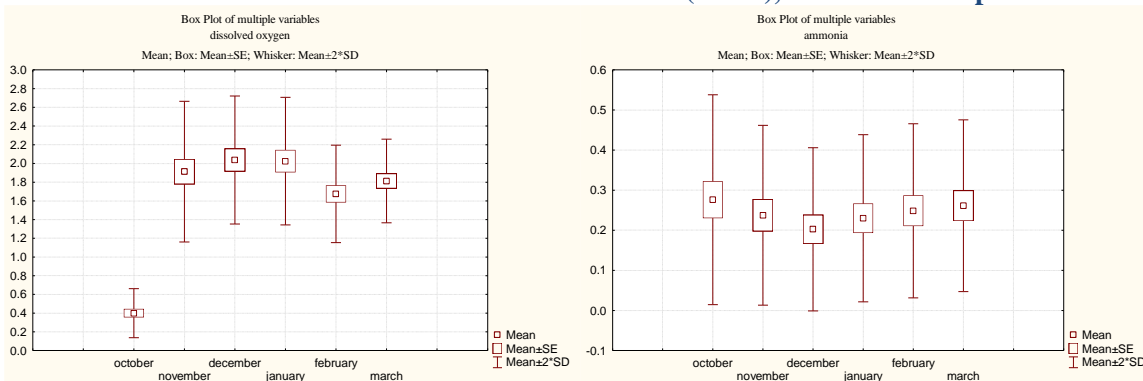 Box Plot of multiple variables
dissolved oxygen
Mean; Box: Mean±SE; Whisker: Mean±2*SD
3.0
2.8
2.6
2.4
2.2
2.0
1.8
1.6
1.4
1.2
1.0
0.8
0.6
0.4
0.2
0.0
october
november
december
january
february
march
Mean
Mean±SE
Mean±2*SD
Box Plot of multiple variables
ammonia
Mean; Box: Mean±SE; Whisker: Mean±2*SD
0.6
0.5
0.4
0.3
0.2
0.1
0.0
-0.1
october
november
december
january
february
march
Mean
Mean±SE
Mean±2*SD